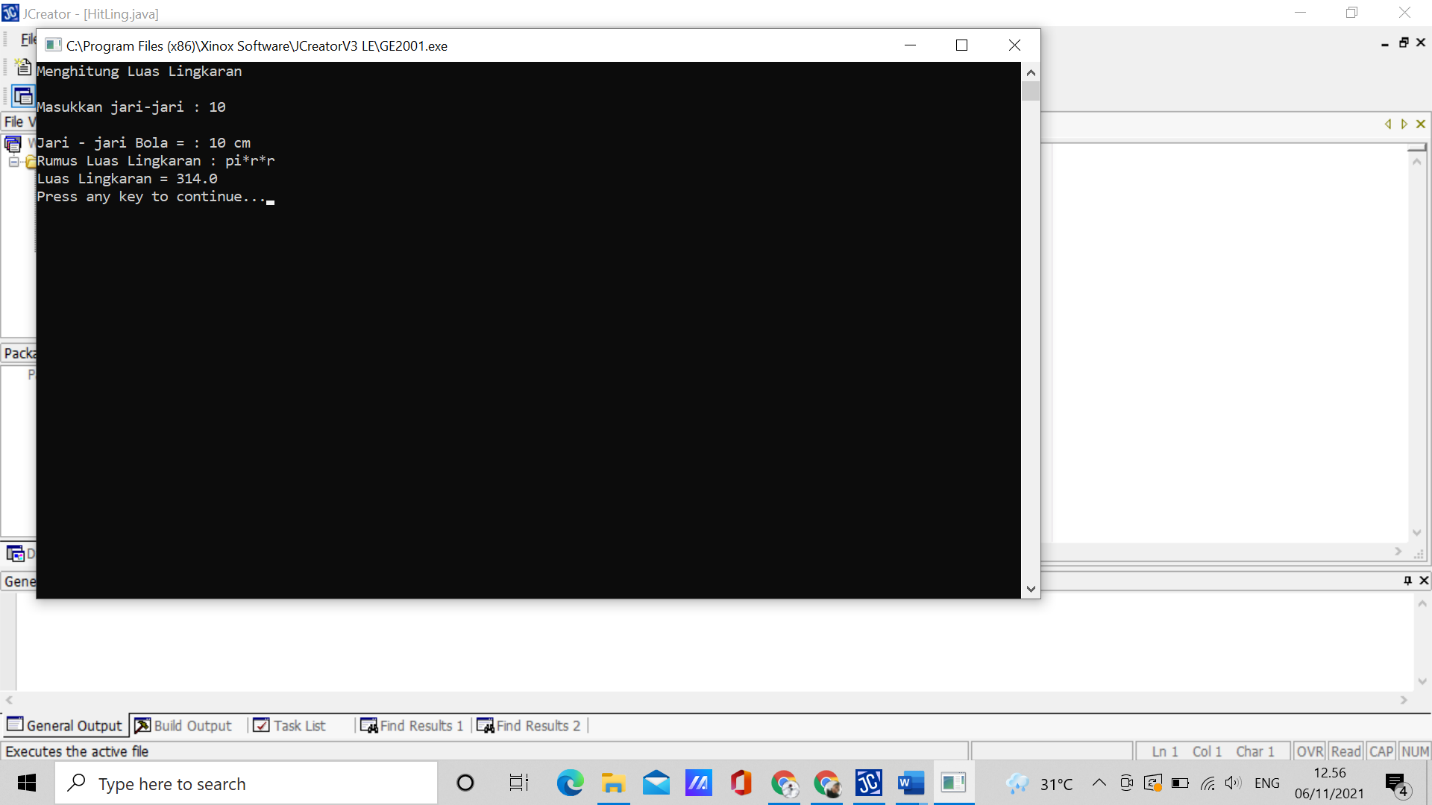 JCreator - [HitLing.java]
C:\Program Files (x86)\Xinox Software\JCreatorV3 LE\GE2001.exe
Menghitung Luas Lingkaran
Masukkan jari-jari : 10
Jari - jari Bola = : 10 cm
Rumus Luas Lingkaran : pi*r*r
Luas Lingkaran = 314.0
Press any key to continue...
File V
General Output Build Output Task List Find Results 1 Find Results 2
Executes the active file Ln 1 Col 1 Char 1 OVR Read CAP NUM
Type here to search 31°C ENG 12.56
06/11/2021 4